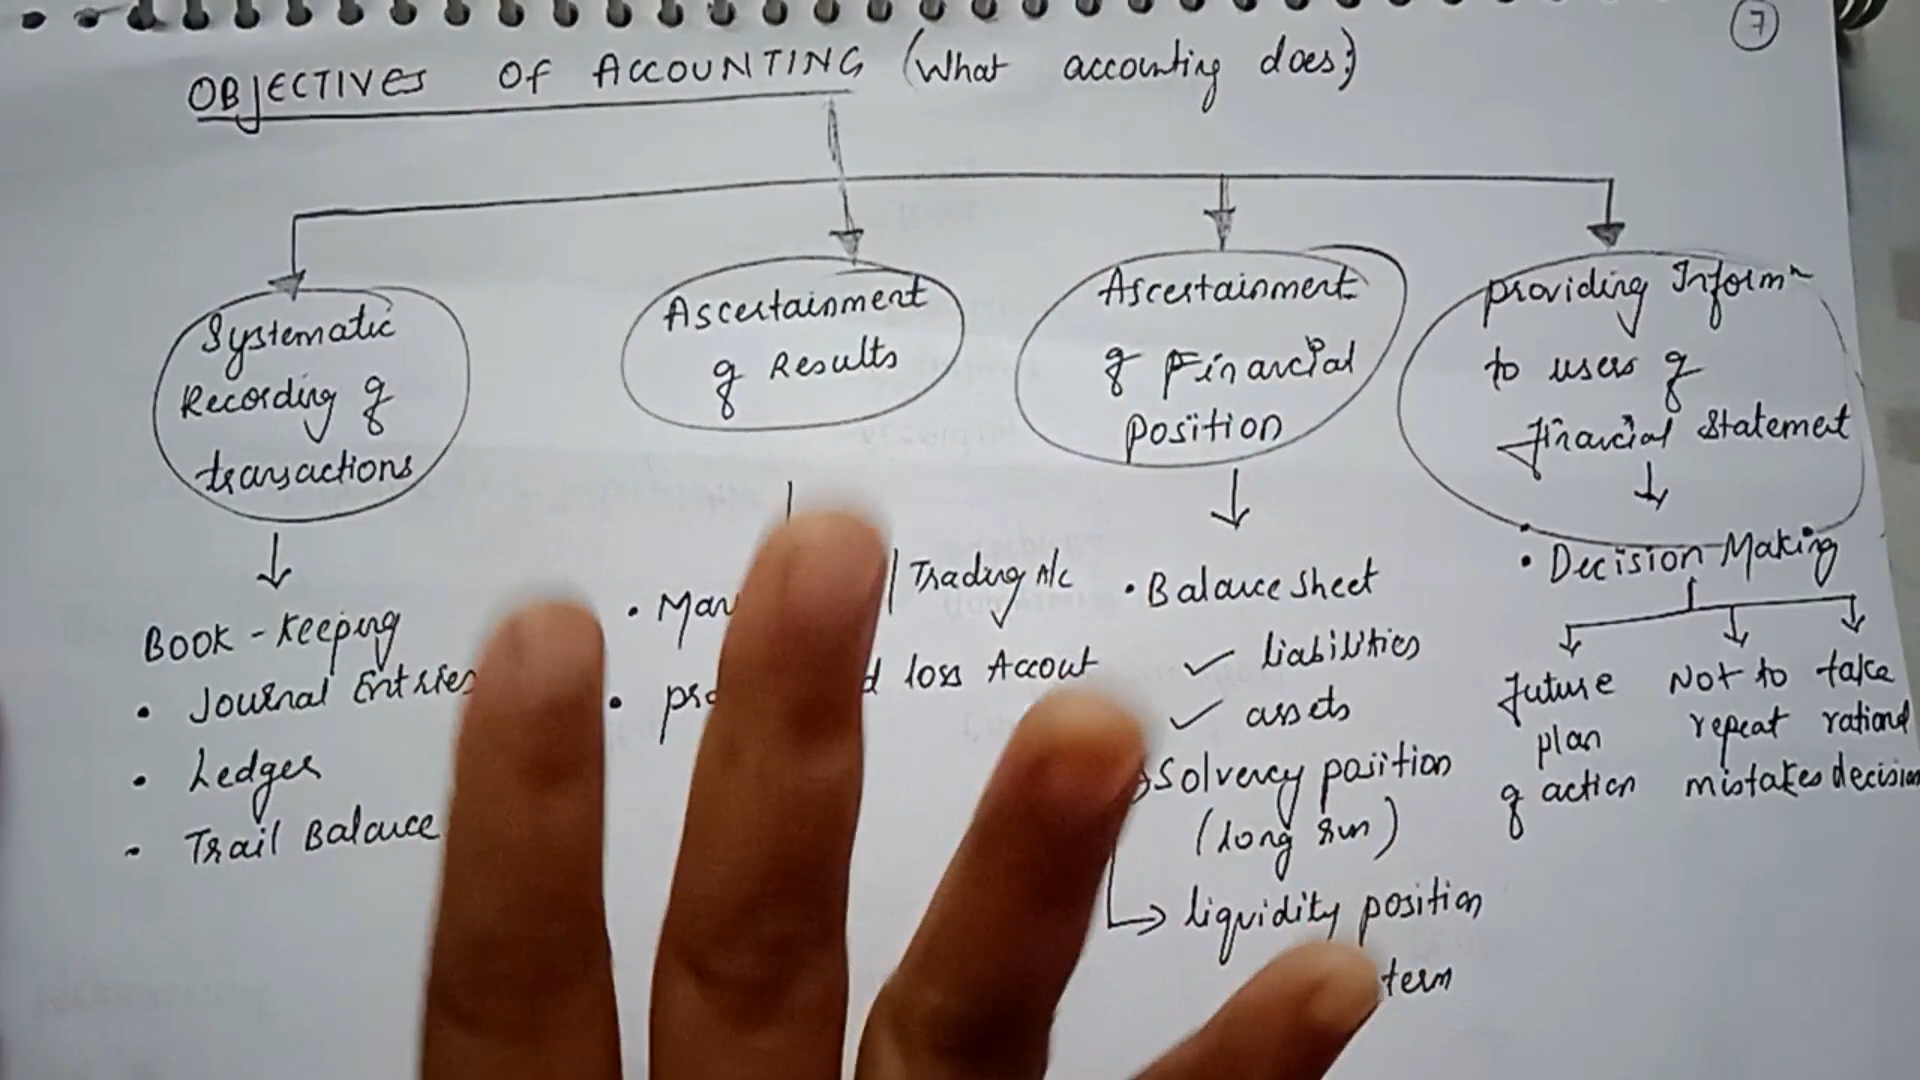 7
OBJECTIVES OF ACCOUNTING (What accounting does?)
Systematic
Recording of
transactions
Book - Keeping
• Journal Entries
• Ledger
• Trail Balance
Ascertainment
of Results
Trading A/c
loss Accout
Ascertainment
of Financial
position
• Balance sheet
✓ liabilities
✓ assets
Solvency position
(long run)
liquidity position
term
providing Informⁿ
to users of
financial statement
• Decision Making
future
plan
of action
Not to
repeat
mistakes
take
rational
decision